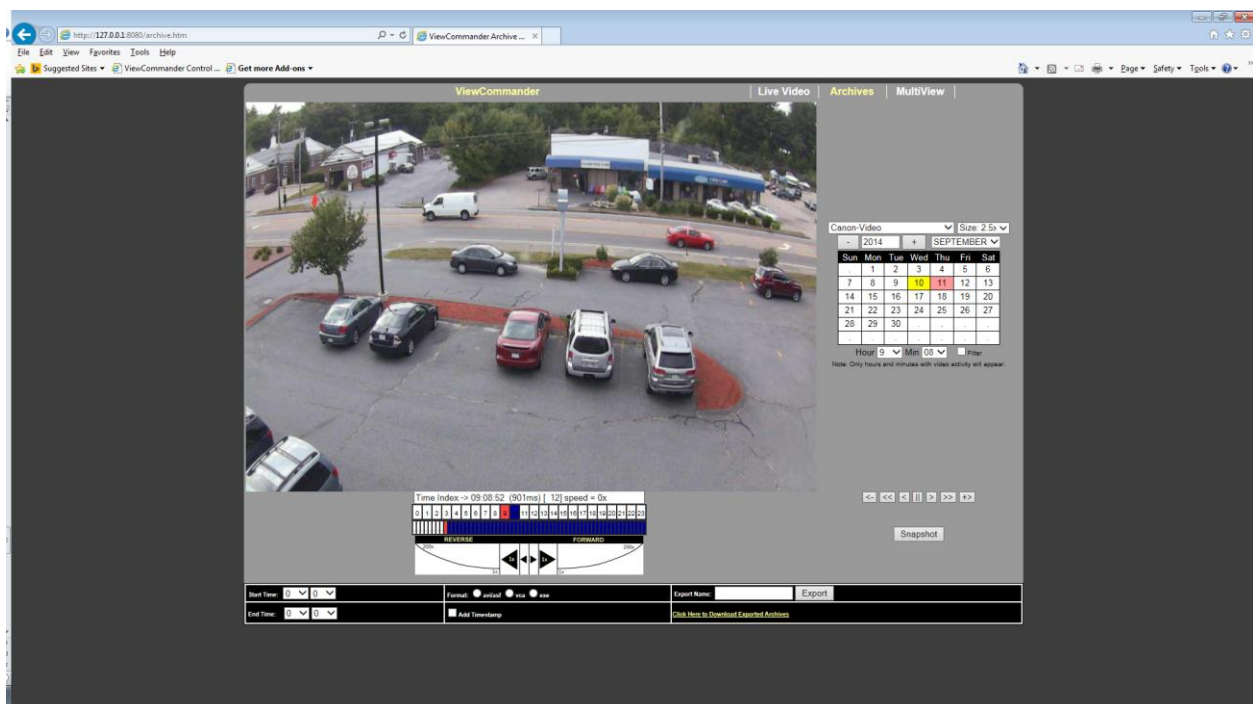 http://127.0.0.1:8080/archive.htm
ViewCommander Archive ...
File Edit View Favorites Tools Help
Suggested Sites ViewCommander Control ... Get more Add-ons
Page Safety Tools
ViewCommander Live Video Archives MultiView
Canon-Video Size: 2.5x
- 2014 + SEPTEMBER
Sun Mon Tue Wed Thu Fri Sat
. 1 2 3 4 5 6
7 8 9 10 11 12 13
14 15 16 17 18 19 20
21 22 23 24 25 26 27
28 29 30 . . . .
. . . . . . .
Hour 9 Min 08 Filter
Note: Only hours and minutes with video activity will appear.
Time Index -> 09:08:52 (901ms) [ 12] speed = 0x
<- << < || > >> +>
0 1 2 3 4 5 6 7 8 9 11 12 13 14 15 16 17 18 19 20 21 22 23
Snapshot
REVERSE FORWARD
200x 200x
1x 1x 1x 1x
Start Time: 0 0 Format: avi/asf vca exe Export Name: Export
End Time: 0 0 Add Timestamp Click Here to Download Exported Archives